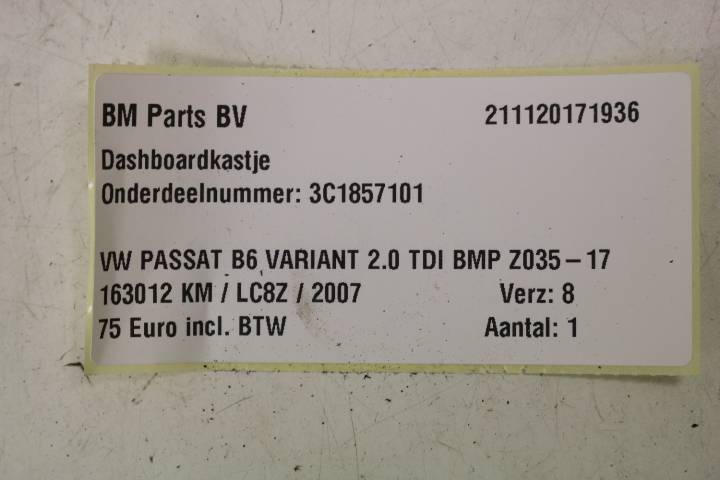 BM Parts BV 211120171936
Dashboardkastje
Onderdeelnummer: 3C1857101
VW PASSAT B6 VARIANT 2.0 TDI BMP Z035-17
163012 KM / LC8Z / 2007 Verz: 8
75 Euro incl. BTW Aantal: 1